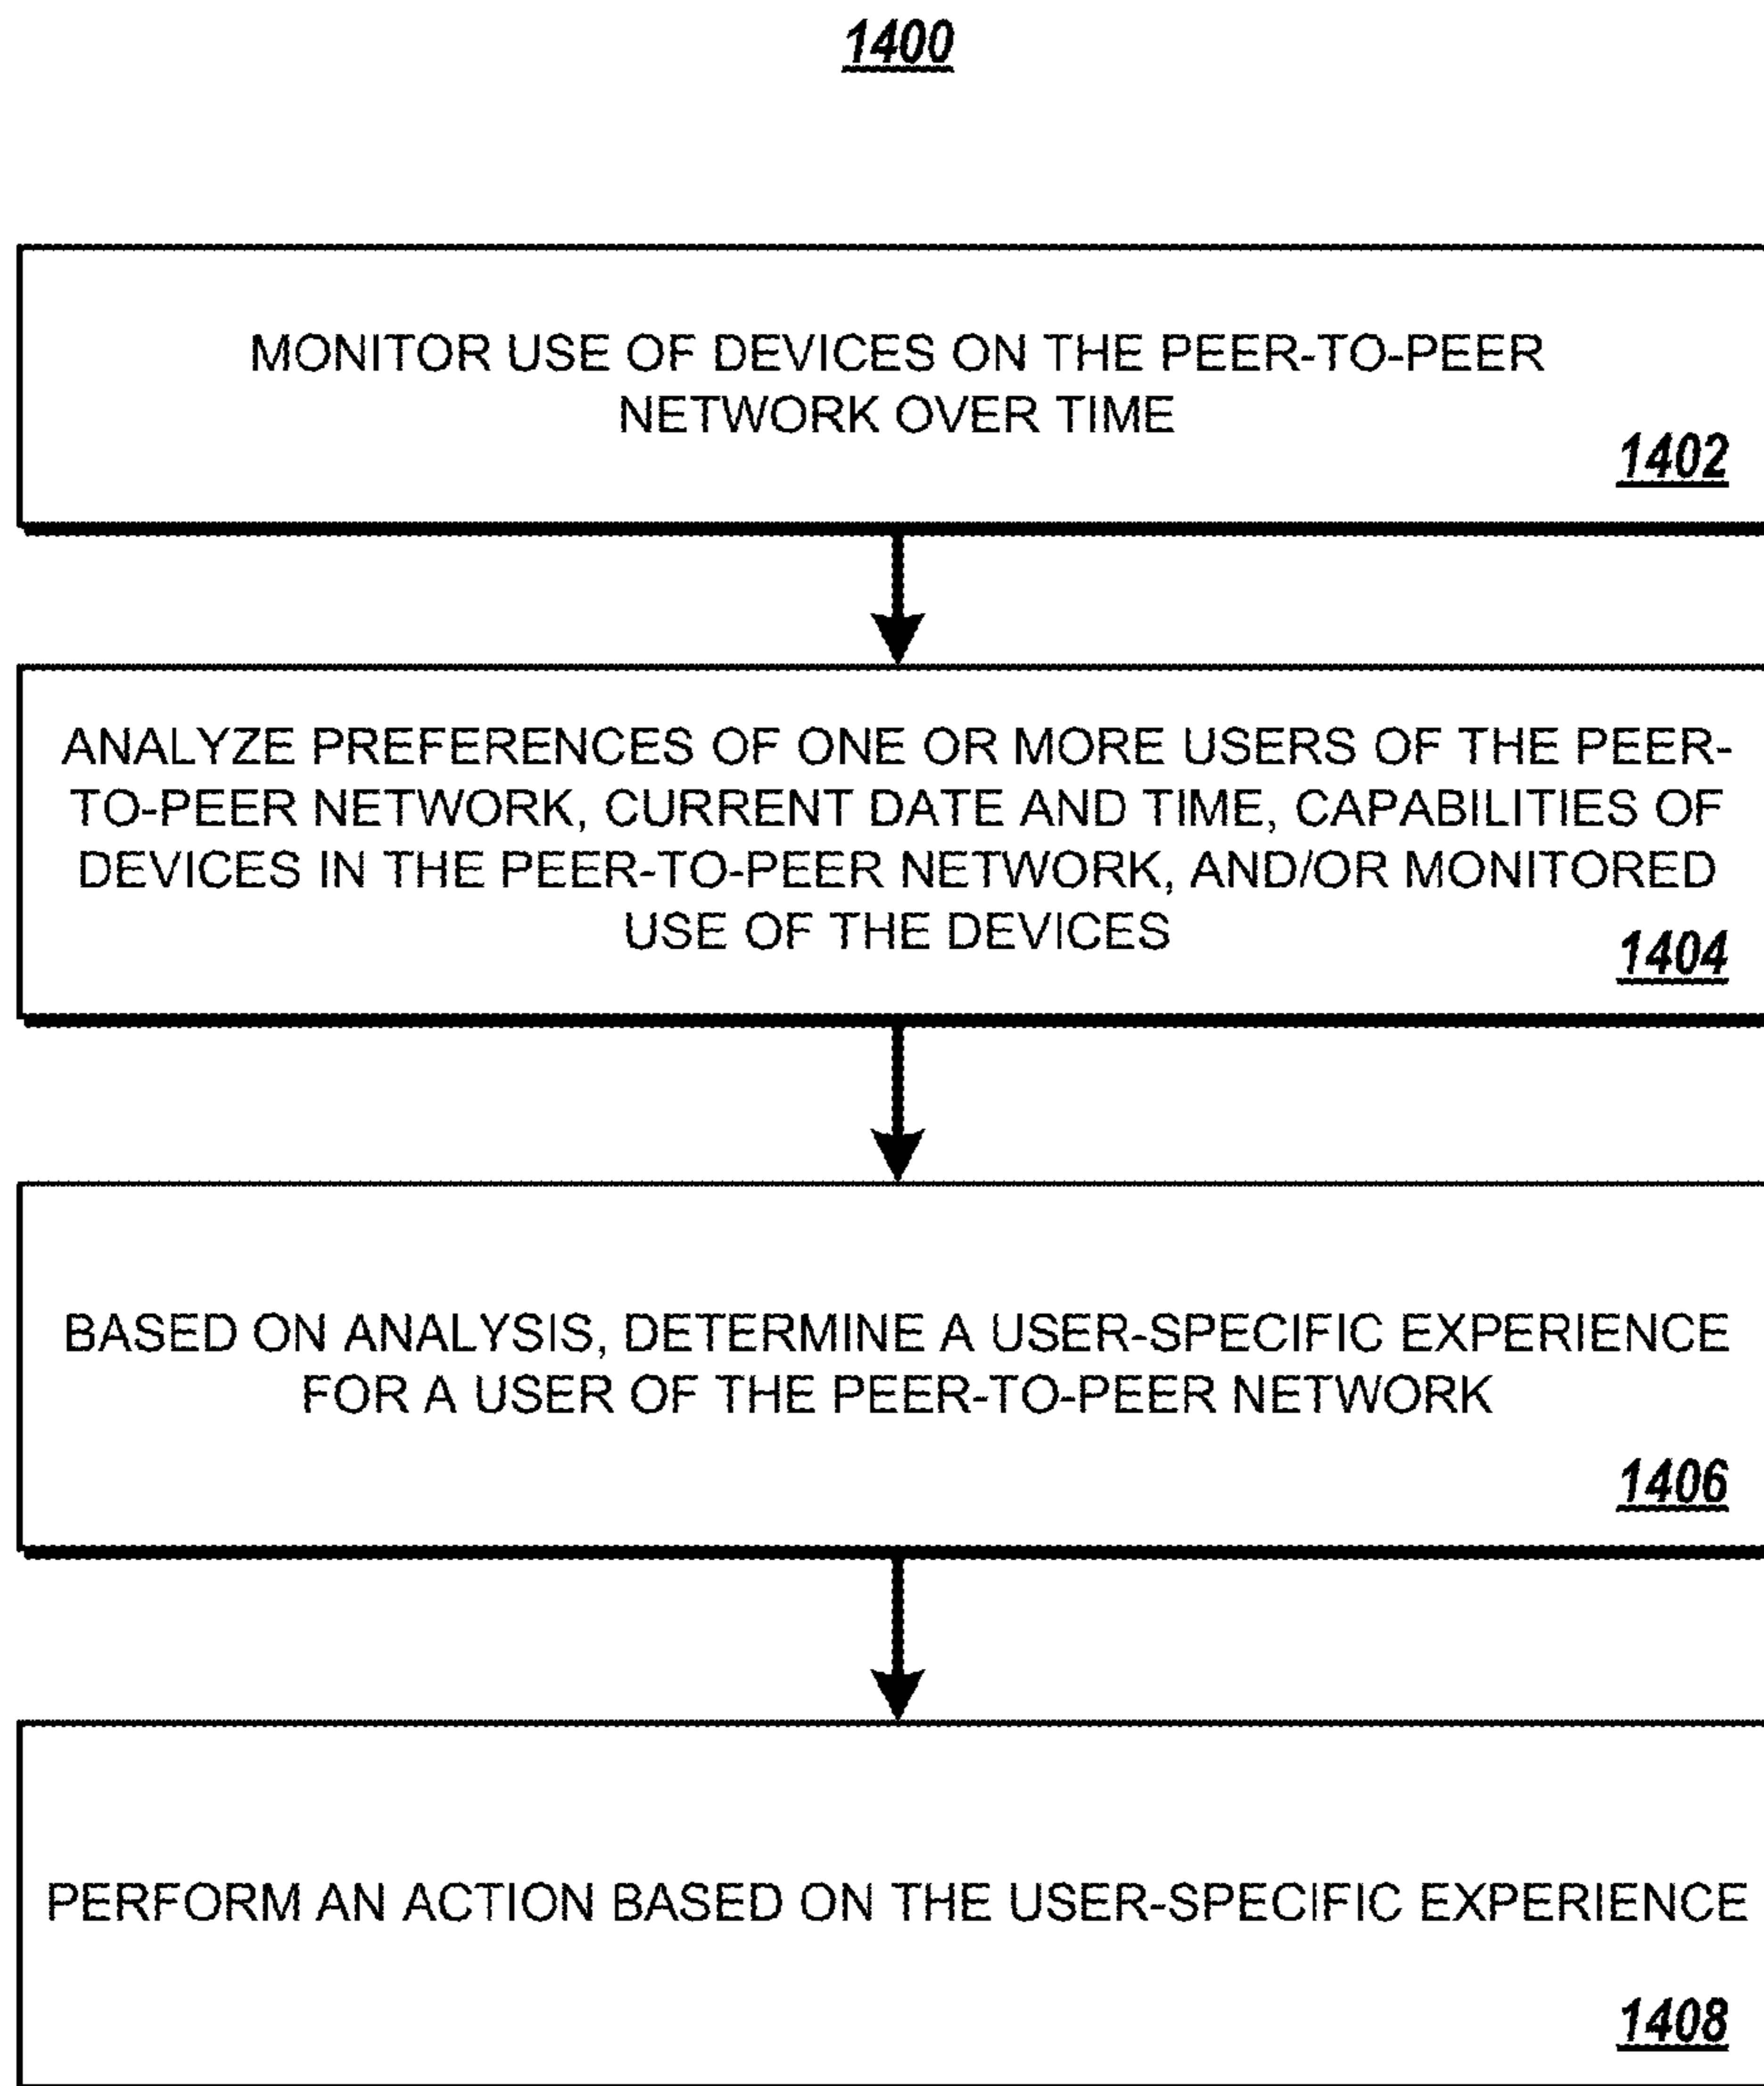 1400
MONITOR USE OF DEVICES ON THE PEER-TO-PEER
NETWORK OVER TIME
1402
ANALYZE PREFERENCES OF ONE OR MORE USERS OF THE PEER-
TO-PEER NETWORK, CURRENT DATE AND TIME, CAPABILITIES OF
DEVICES IN THE PEER-TO-PEER NETWORK, AND/OR MONITORED
USE OF THE DEVICES
1404
BASED ON ANALYSIS, DETERMINE A USER-SPECIFIC EXPERIENCE
FOR A USER OF THE PEER-TO-PEER NETWORK
1406
PERFORM AN ACTION BASED ON THE USER-SPECIFIC EXPERIENCE
1408